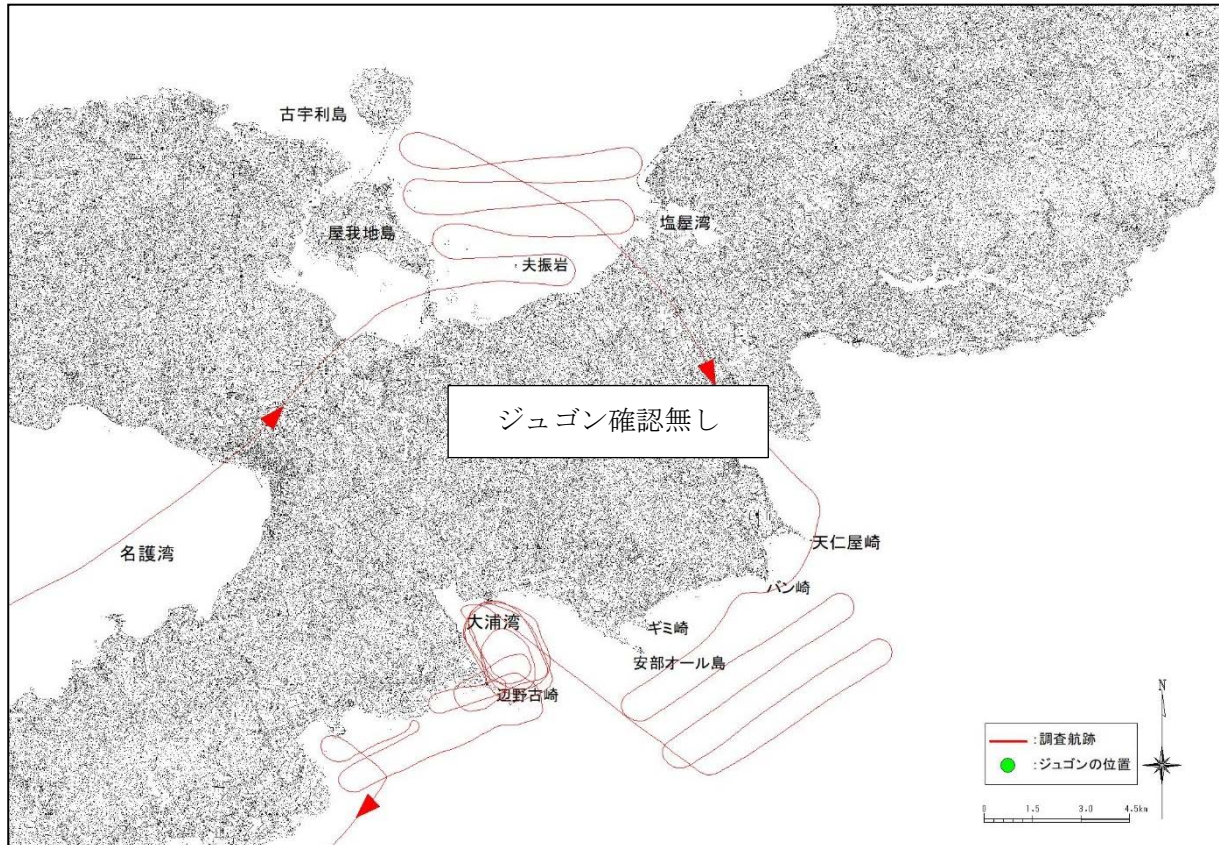 古宇利島
屋我地島
塩屋湾
夫振岩
ジュゴン確認無し
名護湾
天仁屋崎
バン崎
大浦湾
ギミ崎
安部オール島
辺野古崎
N
:調査航跡
:ジュゴンの位置
0 1.5 3.0 4.5km